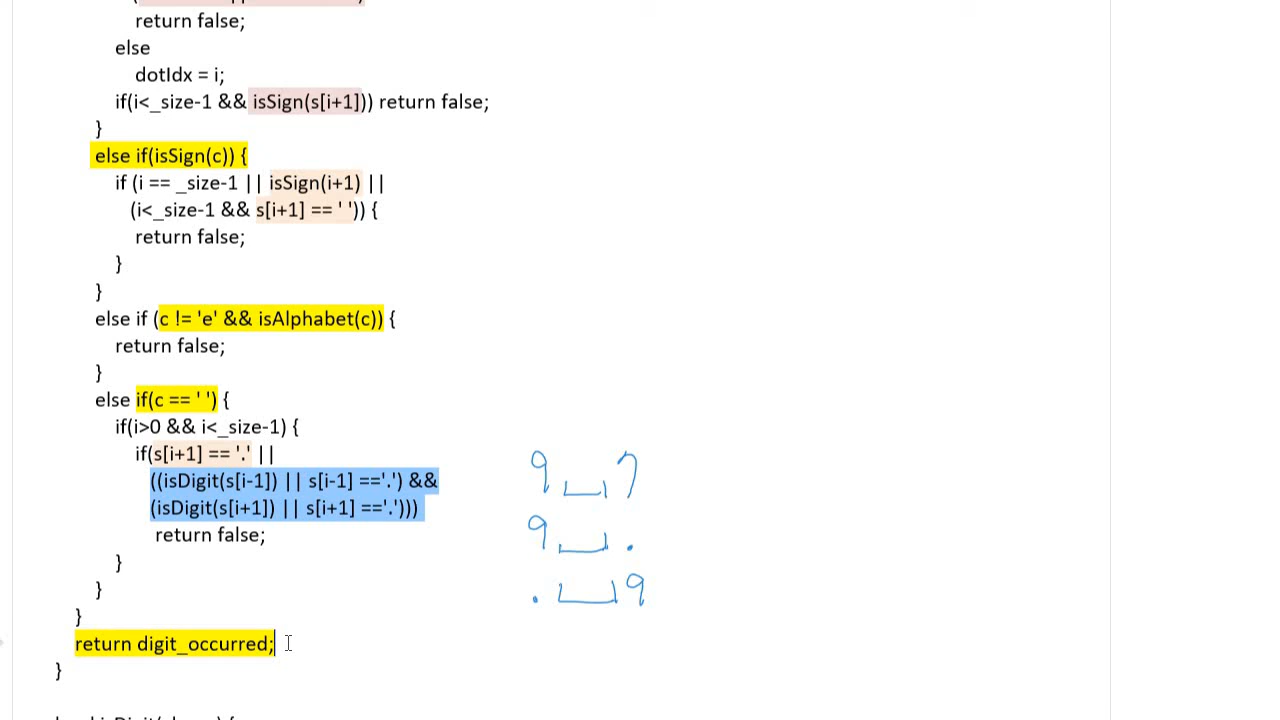 return false;
else
dotIdx = i;
if(i<_size-1 && isSign(s[i+1])) return false;
}
else if(isSign(c)) {
if (i == _size-1 || isSign(i+1) ||
(i<_size-1 && s[i+1] == ' ')) {
return false;
}
}
else if (c != 'e' && isAlphabet(c)) {
return false;
}
else if(c == ' ') {
if(i>0 && i<_size-1) {
if(s[i+1] == '.' ||
((isDigit(s[i-1]) || s[i-1] =='.') &&
(isDigit(s[i+1]) || s[i+1] =='.')))
return false;
}
}
}
return digit_occurred;
}
9 7
9 .
. 9